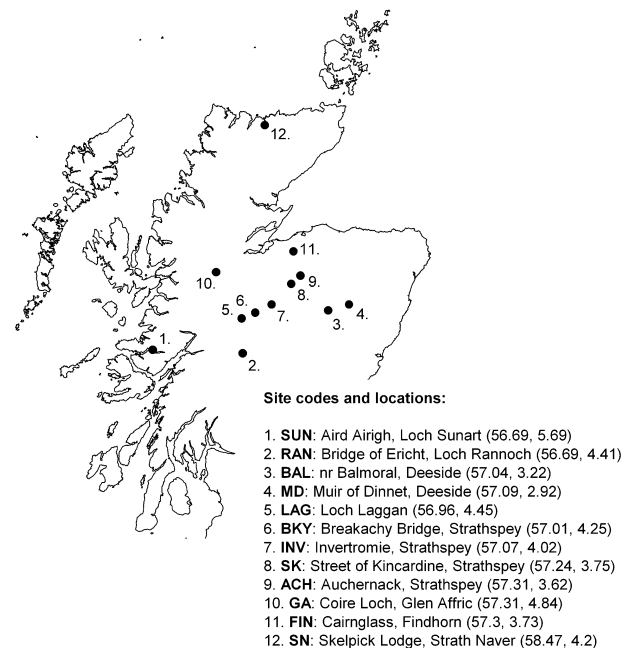 12.
11.
10.
9.
8.
6.
5.
7.
3.
4.
1.
2.
Site codes and locations:
1. SUN: Aird Airigh, Loch Sunart (56.69, 5.69)
2. RAN: Bridge of Ericht, Loch Rannoch (56.69, 4.41)
3. BAL: nr Balmoral, Deeside (57.04, 3.22)
4. MD: Muir of Dinnet, Deeside (57.09, 2.92)
5. LAG: Loch Laggan (56.96, 4.45)
6. BKY: Breakachy Bridge, Strathspey (57.01, 4.25)
7. INV: Invertromie, Strathspey (57.07, 4.02)
8. SK: Street of Kincardine, Strathspey (57.24, 3.75)
9. ACH: Auchernack, Strathspey (57.31, 3.62)
10. GA: Coire Loch, Glen Affric (57.31, 4.84)
11. FIN: Cairnglass, Findhorn (57.3, 3.73)
12. SN: Skelpick Lodge, Strath Naver (58.47, 4.2)